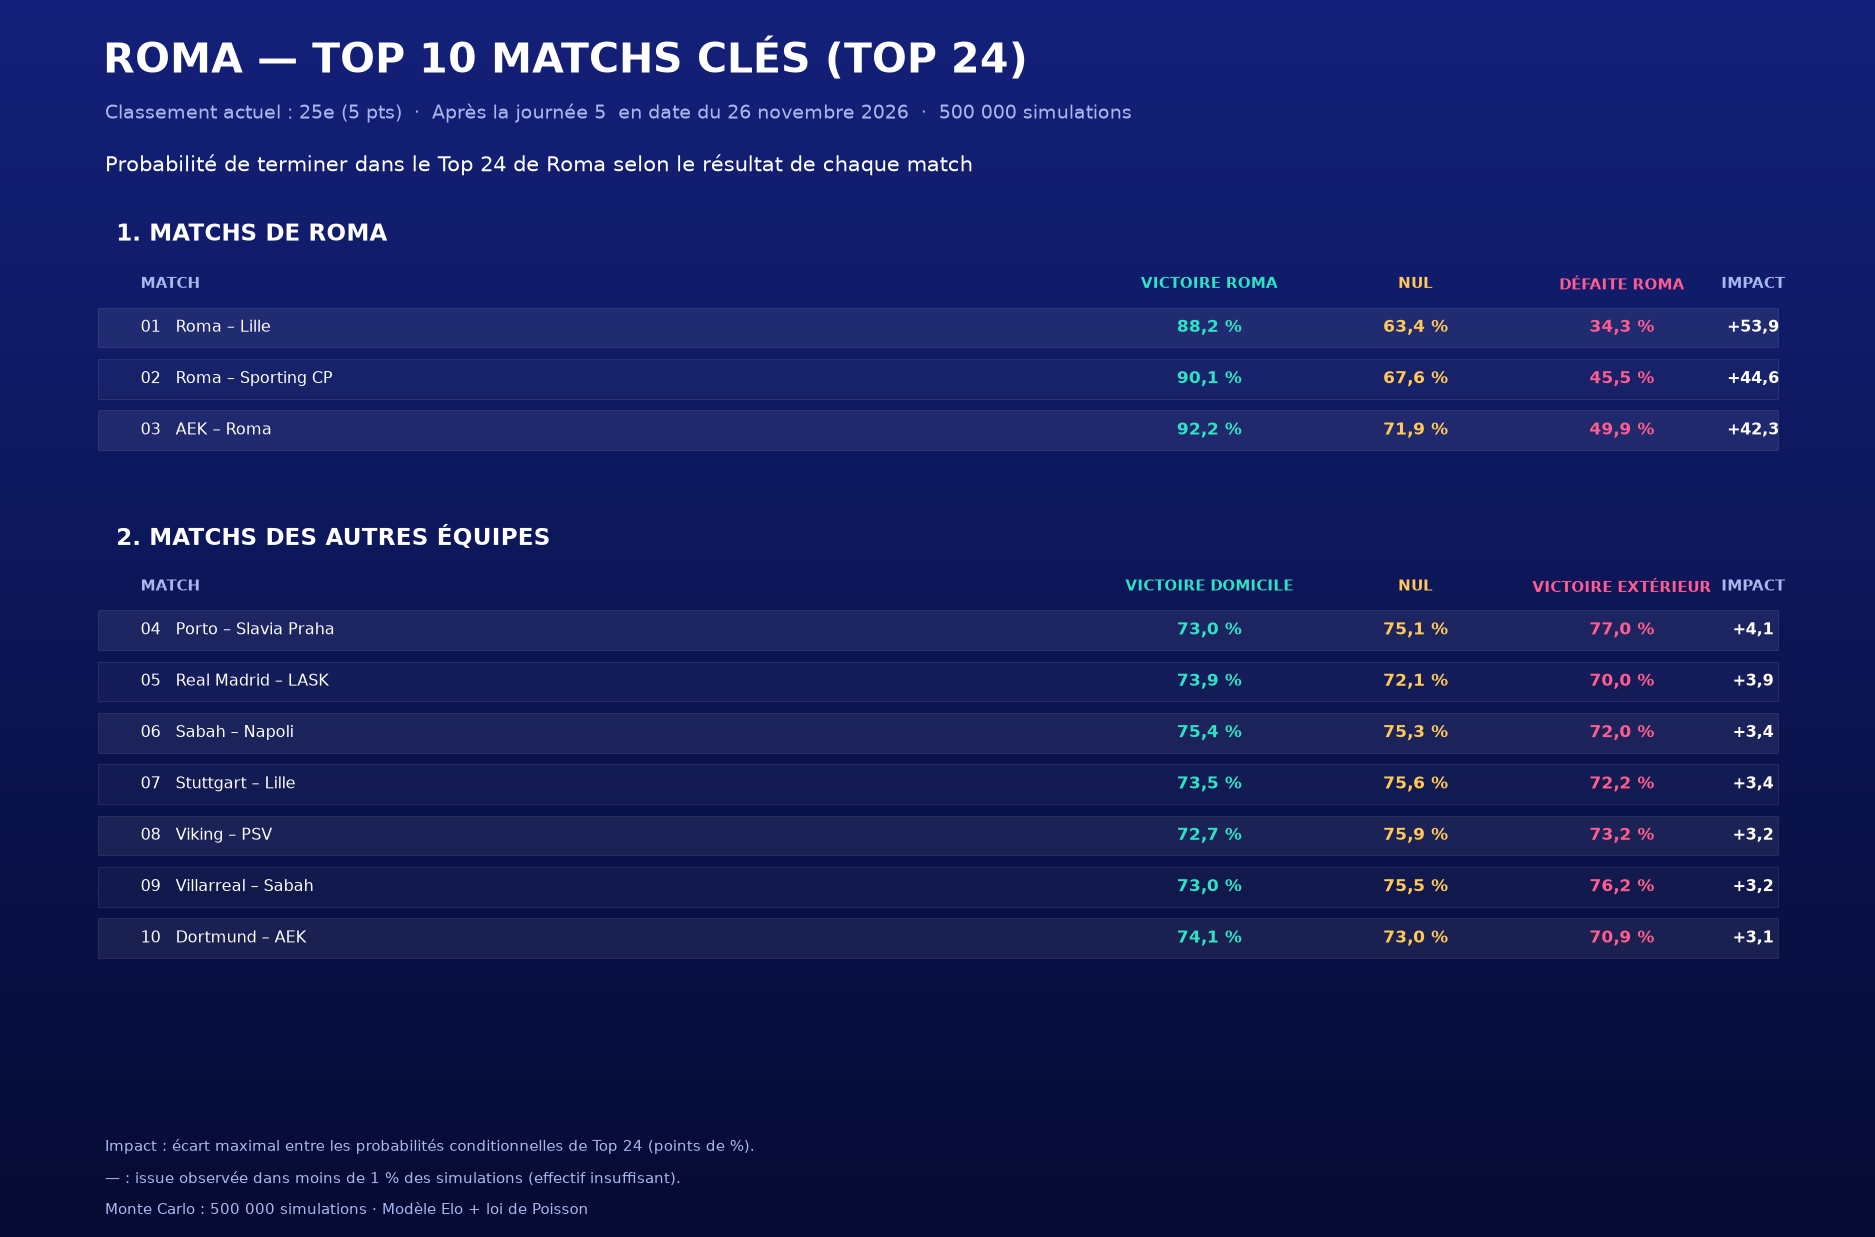 ROMA — TOP 10 MATCHS CLÉS (TOP 24)
Classement actuel : 25e (5 pts) · Après la journée 5 en date du 26 novembre 2026 · 500 000 simulations
Probabilité de terminer dans le Top 24 de Roma selon le résultat de chaque match
1. MATCHS DE ROMA
MATCH VICTOIRE ROMA NUL DÉFAITE ROMA IMPACT
01 Roma – Lille 88,2 % 63,4 % 34,3 % +53,9
02 Roma – Sporting CP 90,1 % 67,6 % 45,5 % +44,6
03 AEK – Roma 92,2 % 71,9 % 49,9 % +42,3
2. MATCHS DES AUTRES ÉQUIPES
MATCH VICTOIRE DOMICILE NUL VICTOIRE EXTÉRIEUR IMPACT
04 Porto – Slavia Praha 73,0 % 75,1 % 77,0 % +4,1
05 Real Madrid – LASK 73,9 % 72,1 % 70,0 % +3,9
06 Sabah – Napoli 75,4 % 75,3 % 72,0 % +3,4
07 Stuttgart – Lille 73,5 % 75,6 % 72,2 % +3,4
08 Viking – PSV 72,7 % 75,9 % 73,2 % +3,2
09 Villarreal – Sabah 73,0 % 75,5 % 76,2 % +3,2
10 Dortmund – AEK 74,1 % 73,0 % 70,9 % +3,1
Impact : écart maximal entre les probabilités conditionnelles de Top 24 (points de %).
— : issue observée dans moins de 1 % des simulations (effectif insuffisant).
Monte Carlo : 500 000 simulations · Modèle Elo + loi de Poisson